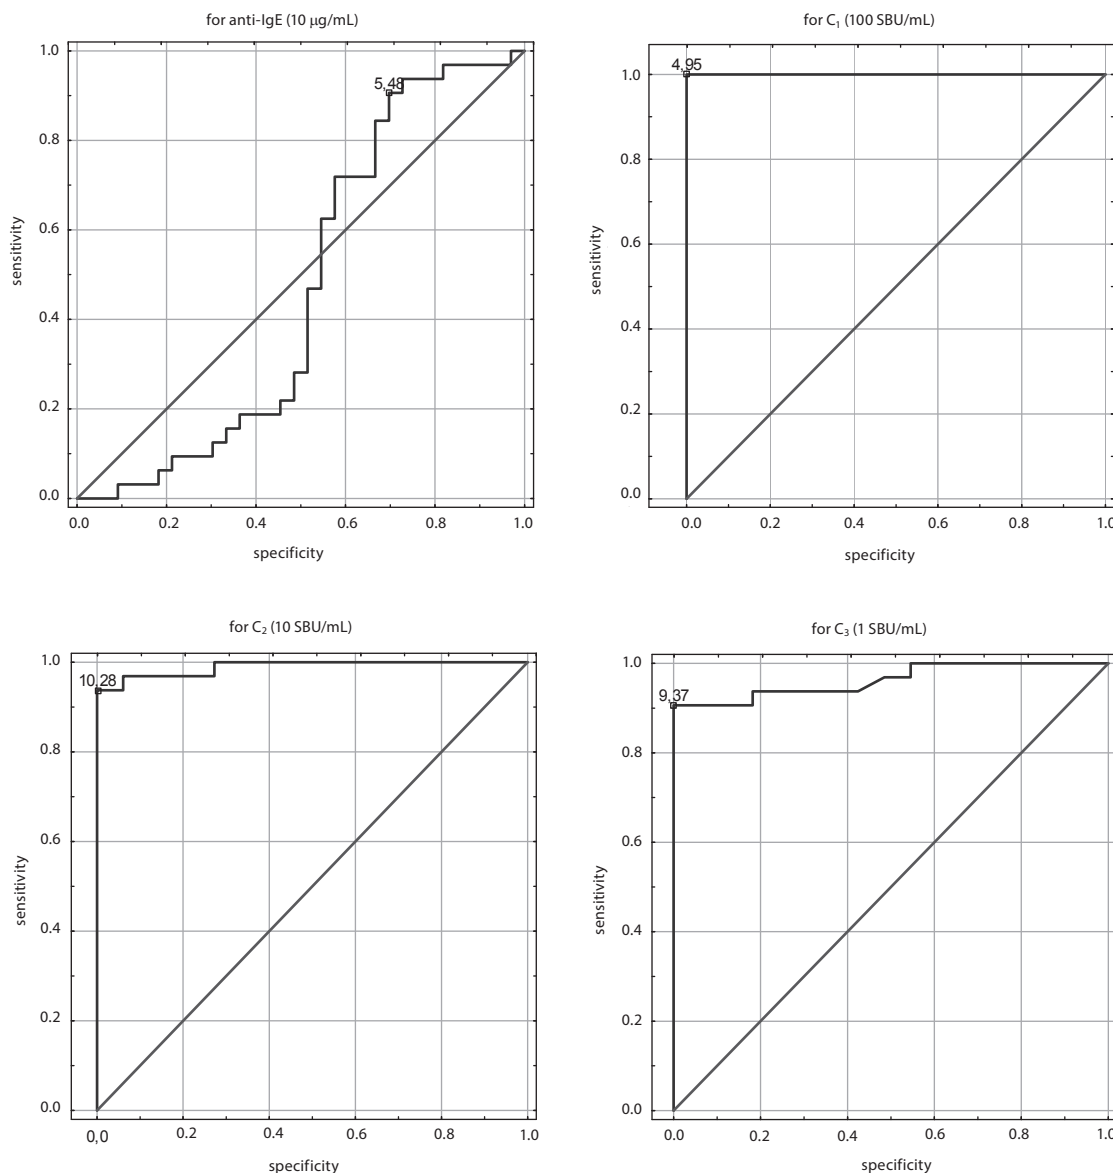 for anti-IgE (10 μg/mL)
1.0
0.8
0.6
0.4
0.2
0.0
sensitivity
5,48
0.0 0.2 0.4 0.6 0.8 1.0
specificity
for C₁ (100 SBU/mL)
1.0
0.8
0.6
0.4
0.2
0.0
sensitivity
4,95
0.0 0.2 0.4 0.6 0.8 1.0
specificity
for C₂ (10 SBU/mL)
1.0
0.8
0.6
0.4
0.2
0.0
sensitivity
10,28
0,0 0.2 0.4 0.6 0.8 1.0
specificity
for C₃ (1 SBU/mL)
1.0
0.8
0.6
0.4
0.2
0.0
sensitivity
9,37
0.0 0.2 0.4 0.6 0.8 1.0
specificity